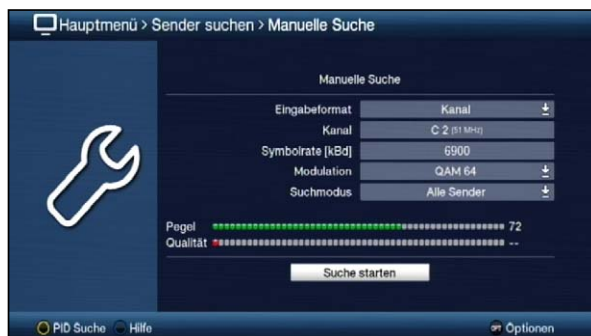 Hauptmenü > Sender suchen > Manuelle Suche
Manuelle Suche
Eingabeformat Kanal
Kanal C 2 (51 MHz)
Symbolrate [kBd] 6900
Modulation QAM 64
Suchmodus Alle Sender
Pegel 72
Qualität --
Suche starten
PID Suche Hilfe OPT Optionen